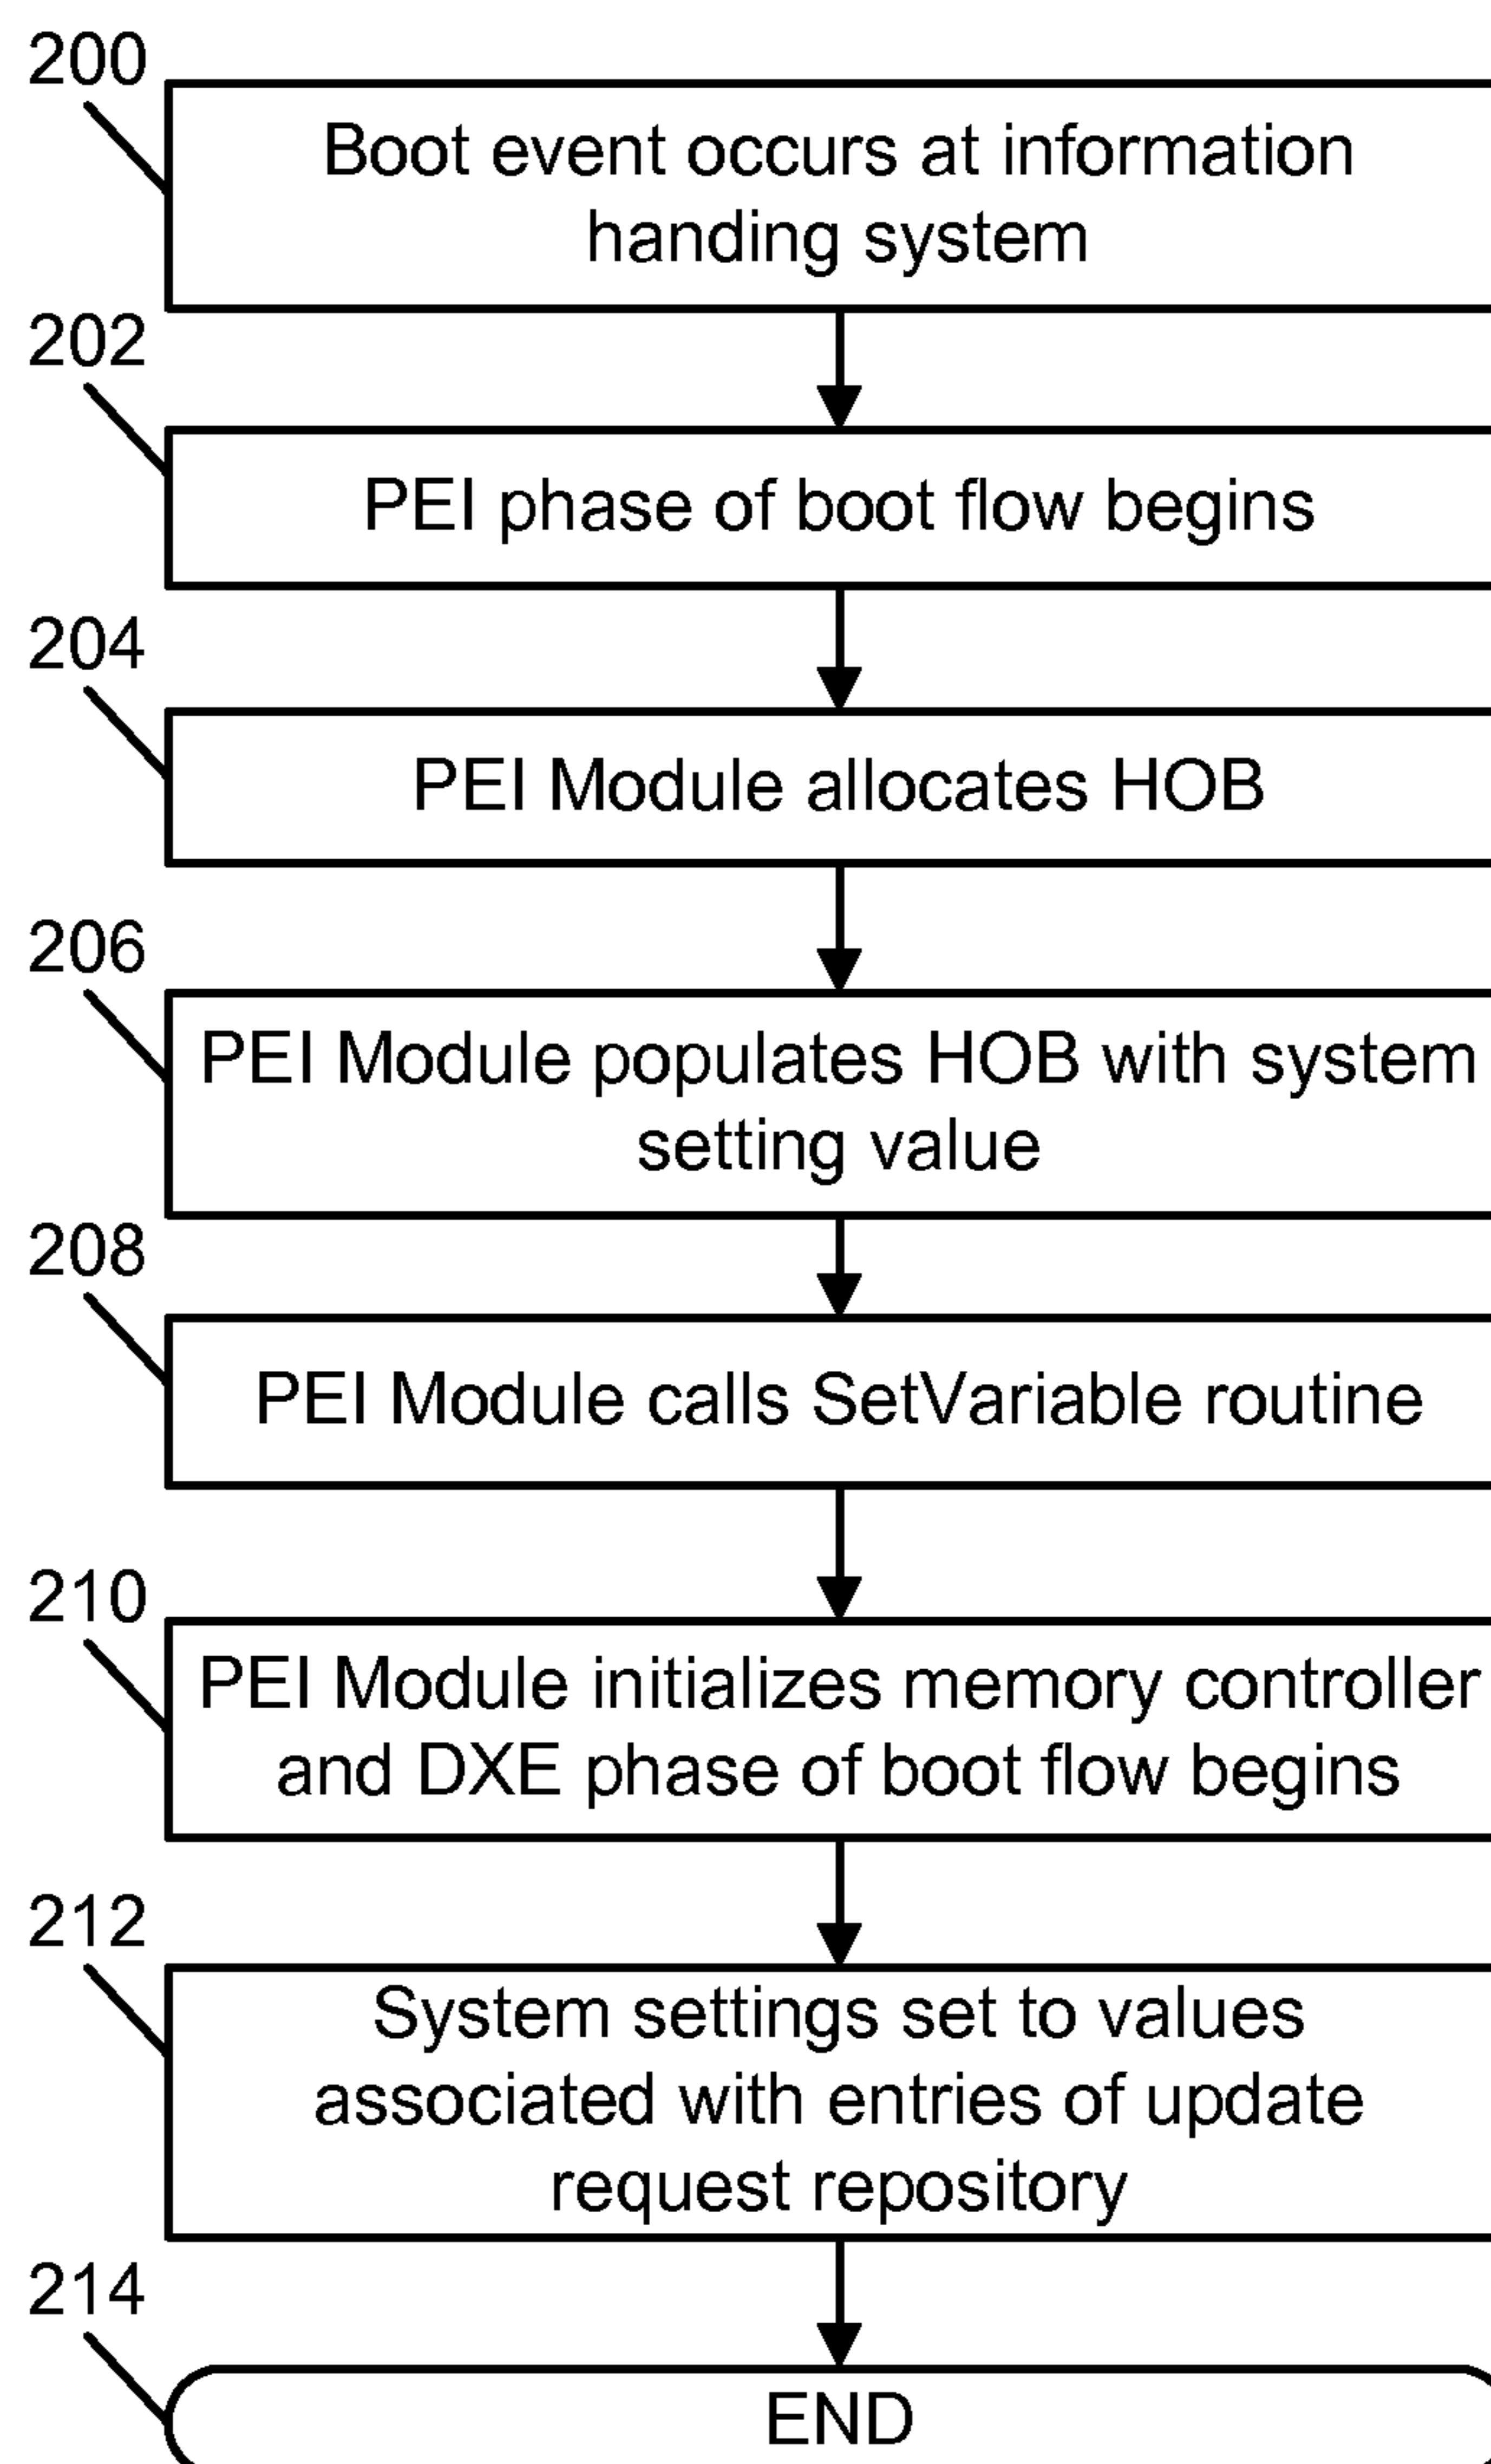 200
Boot event occurs at information
handing system
202
PEI phase of boot flow begins
204
PEI Module allocates HOB
206
PEI Module populates HOB with system
setting value
208
PEI Module calls SetVariable routine
210
PEI Module initializes memory controller
and DXE phase of boot flow begins
212
System settings set to values
associated with entries of update
request repository
214
END